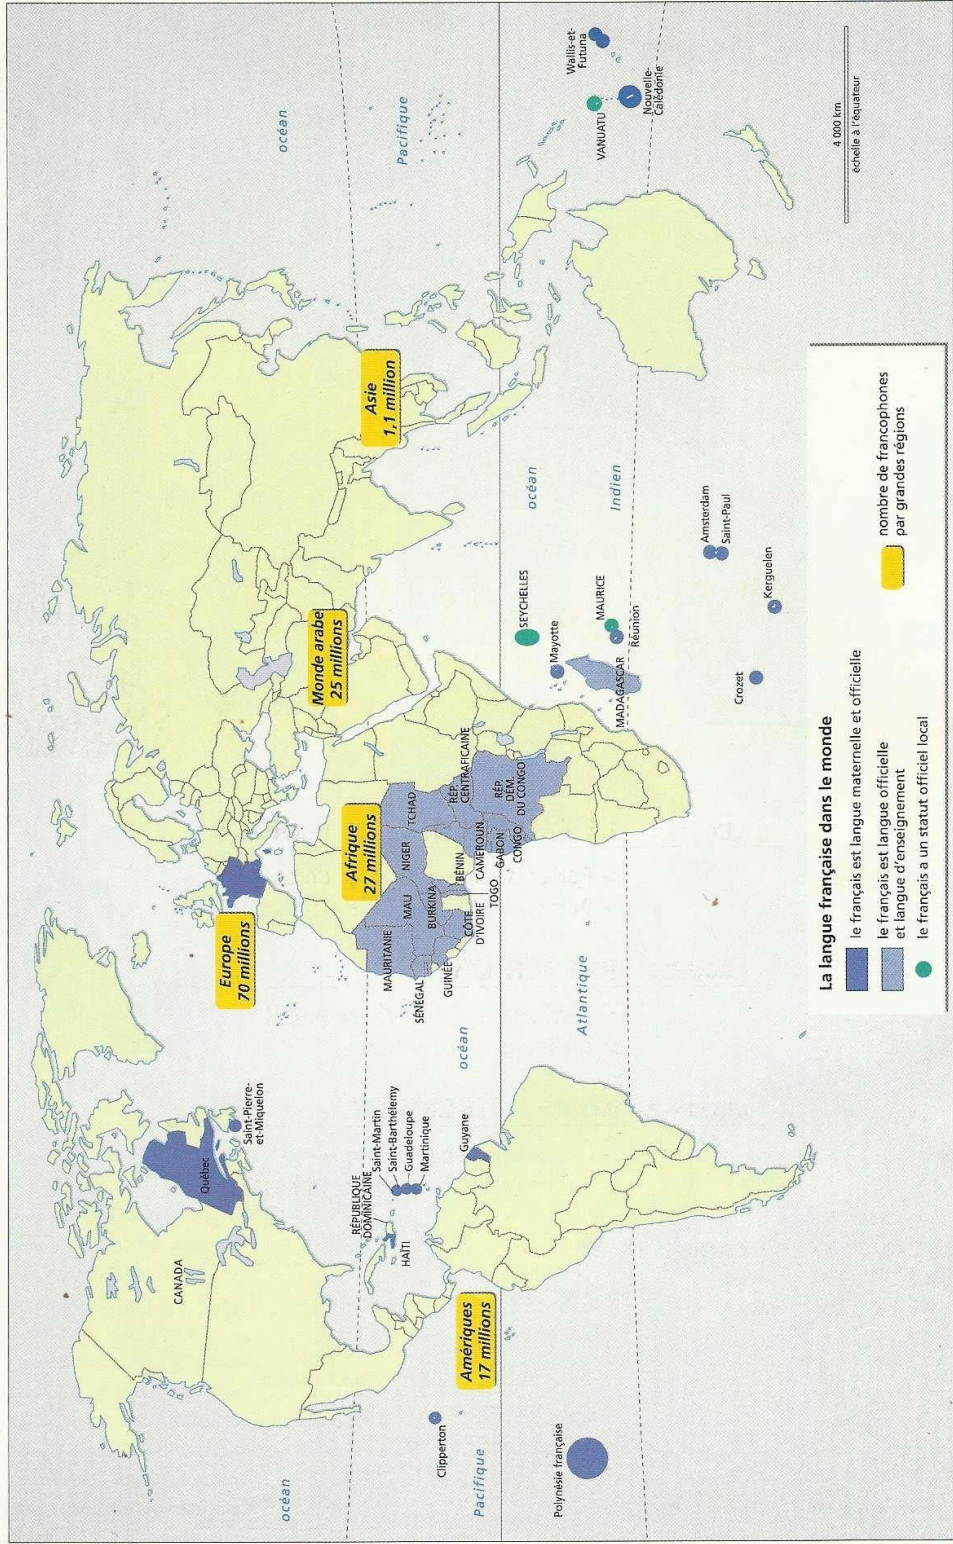 océan
Pacifique
Clipperton
Polynésie française
CANADA
Québec
Saint-Pierre-
et-Miquelon
RÉPUBLIQUE
DOMINICAINE
HAÏTI
Saint-Martin
Saint-Barthélemy
Guadeloupe
Martinique
Guyane
Amériques
17 millions
océan
Atlantique
Europe
70 millions
Afrique
27 millions
MAURITANIE
SÉNÉGAL
GUINÉE
MALI
BURKINA
CÔTE
D'IVOIRE
TOGO
BÉNIN
NIGER
TCHAD
CAMEROUN
GABON
CONGO
RÉP.
CENTRAFICAINE
RÉP.
DÉM.
DU CONGO
Monde arabe
25 millions
Asie
1,1 million
SEYCHELLES
Mayotte
MAURICE
Réunion
MADAGASCAR
océan
Indien
Amsterdam
Saint-Paul
Kerguelen
Crozet
océan
Pacifique
Wallis-et-
Futuna
VANUATU
Nouvelle-
Calédonie
4 000 km
échelle à l'équateur
La langue française dans le monde
le français est langue maternelle et officielle
le français est langue officielle
et langue d'enseignement
le français a un statut officiel local
nombre de francophones
par grandes régions